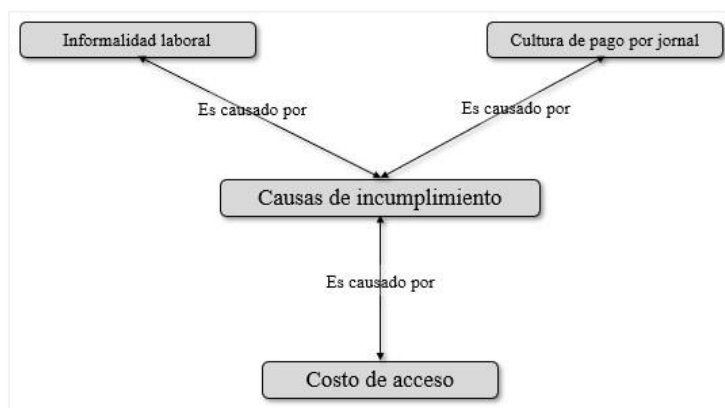 Informalidad laboral
Cultura de pago por jornal
Es causado por
Es causado por
Causas de incumplimiento
Es causado por
Costo de acceso